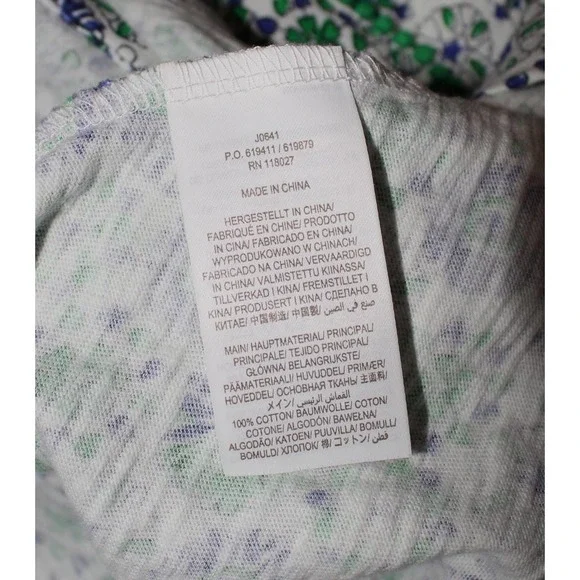 J0641
P.O. 619411 / 619879
RN 118027
MADE IN CHINA
HERGESTELLT IN CHINA/
FABRIQUÉ EN CHINE/ PRODOTTO
IN CINA/ FABRICADO EN CHINA/
WYPRODUKOWANO W CHINACH/
FABRICADO NA CHINA/ VERVAARDIGD
IN CHINA/ VALMISTETTU KIINASSA/
TILLVERKAD I KINA/ FREMSTILLET I
KINA/ PRODUSERT I KINA/ СДЕЛАНО В
КИТАЕ/ 中国制造/ 中国製/ صنع في الصين
MAIN/ HAUPTMATERIAL/ PRINCIPAL/
PRINCIPALE/ TEJIDO PRINCIPAL/
GŁÓWNA/ BELANGRIJKSTE/
PÄÄMATERIAALI/ HUVUDDEL/ PRIMÆR/
HOVEDDEL/ ОСНОВНАЯ ТКАНЬ/ 主面料/
メイン/ القماش الرئيسي/
100% COTTON/ BAUMWOLLE/ COTON/
COTONE/ ALGODÓN/ BAWEŁNA/
ALGODÃO/ KATOEN/ PUUVILLA/ BOMULL/
BOMULD/ ХЛОПОК/ 棉/ コットン/ قطن